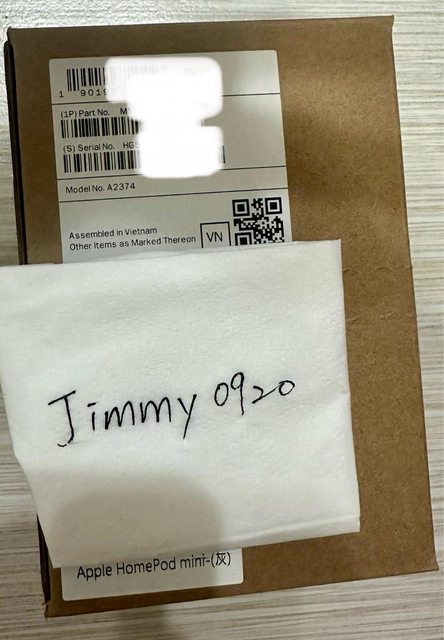 1 9019
(1P) Part No. M
(S) Serial No. HG
Model No. A2374
Assembled in Vietnam
Other Items as Marked Thereon
VN
Jimmy 0920
Apple HomePod mini-(灰)